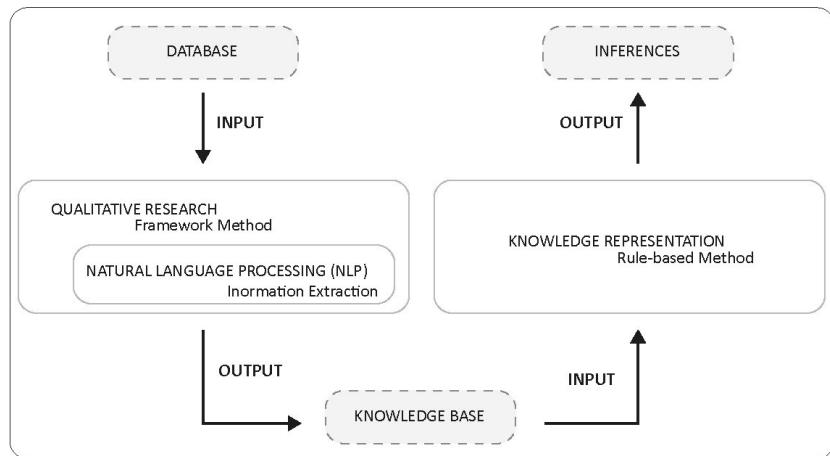 DATABASE
INPUT
QUALITATIVE RESEARCH
Framework Method
NATURAL LANGUAGE PROCESSING (NLP)
Inormation Extraction
OUTPUT
KNOWLEDGE BASE
INPUT
KNOWLEDGE REPRESENTATION
Rule-based Method
OUTPUT
INFERENCES